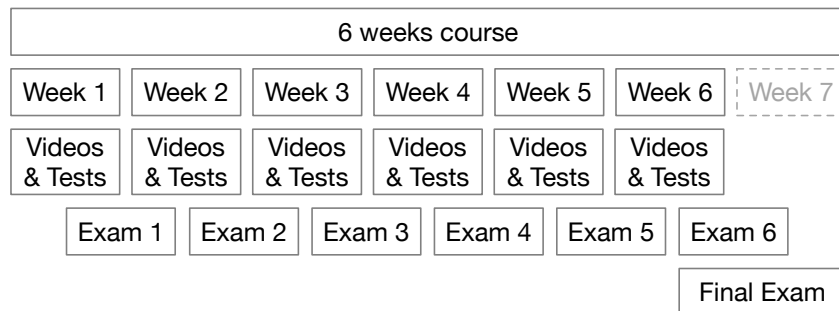 6 weeks course
Week 1 Week 2 Week 3 Week 4 Week 5 Week 6 Week 7
Videos Videos Videos Videos Videos Videos
& Tests & Tests & Tests & Tests & Tests & Tests
Exam 1 Exam 2 Exam 3 Exam 4 Exam 5 Exam 6
Final Exam